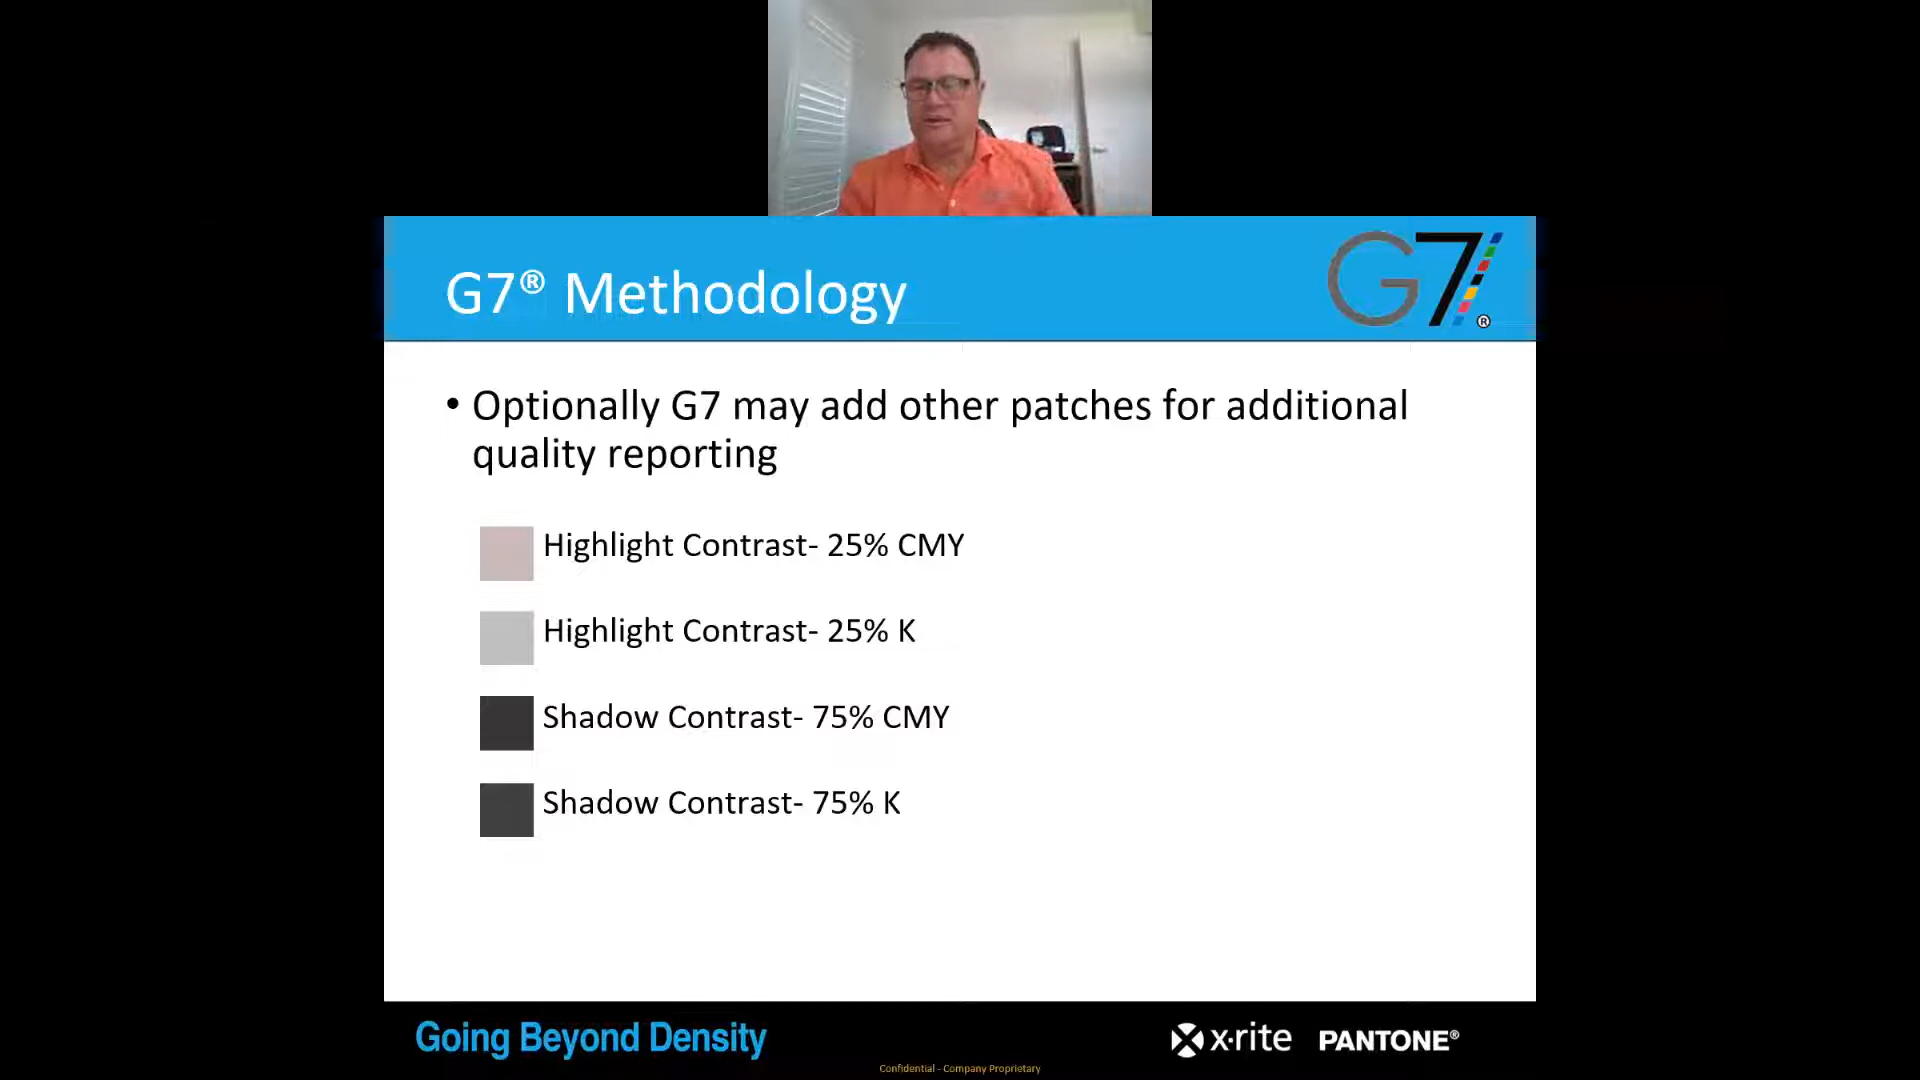 G7® Methodology
G7®
• Optionally G7 may add other patches for additional
quality reporting
Highlight Contrast- 25% CMY
Highlight Contrast- 25% K
Shadow Contrast- 75% CMY
Shadow Contrast- 75% K
Going Beyond Density
x·rite PANTONE®
Confidential - Company Proprietary